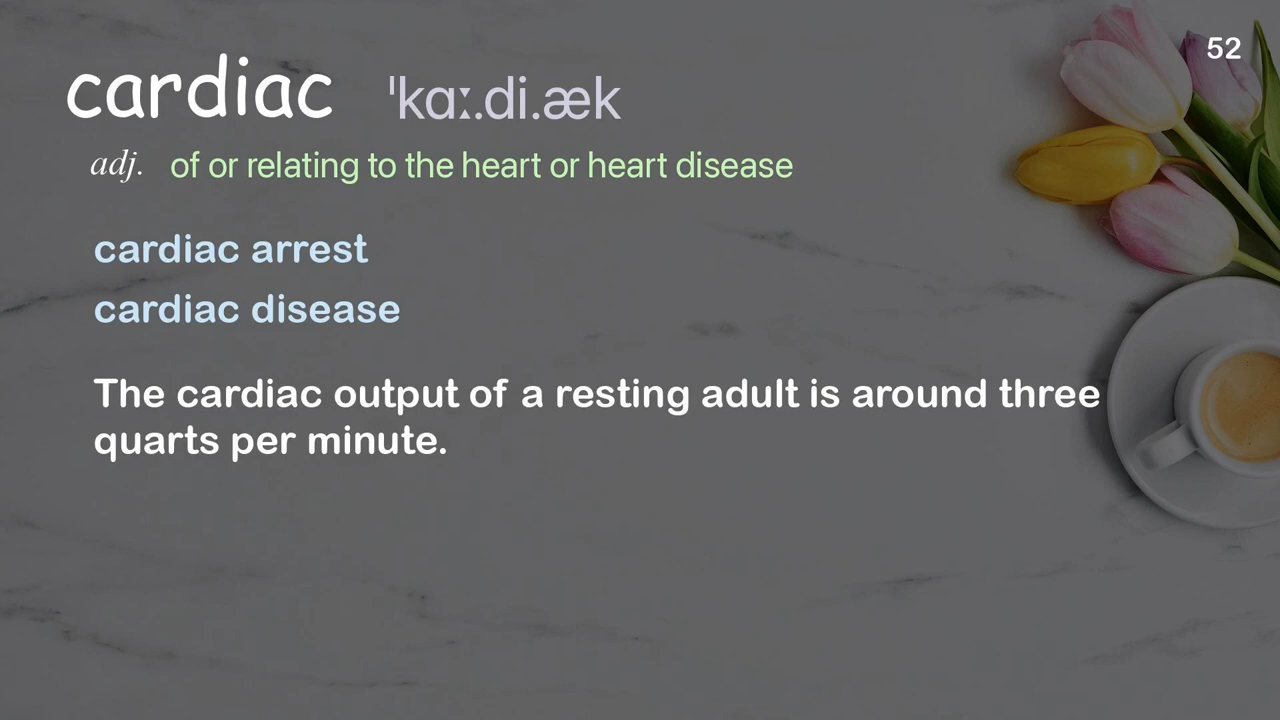 52
cardiac ˈkɑː.di.æk
adj. of or relating to the heart or heart disease
cardiac arrest
cardiac disease
The cardiac output of a resting adult is around three
quarts per minute.